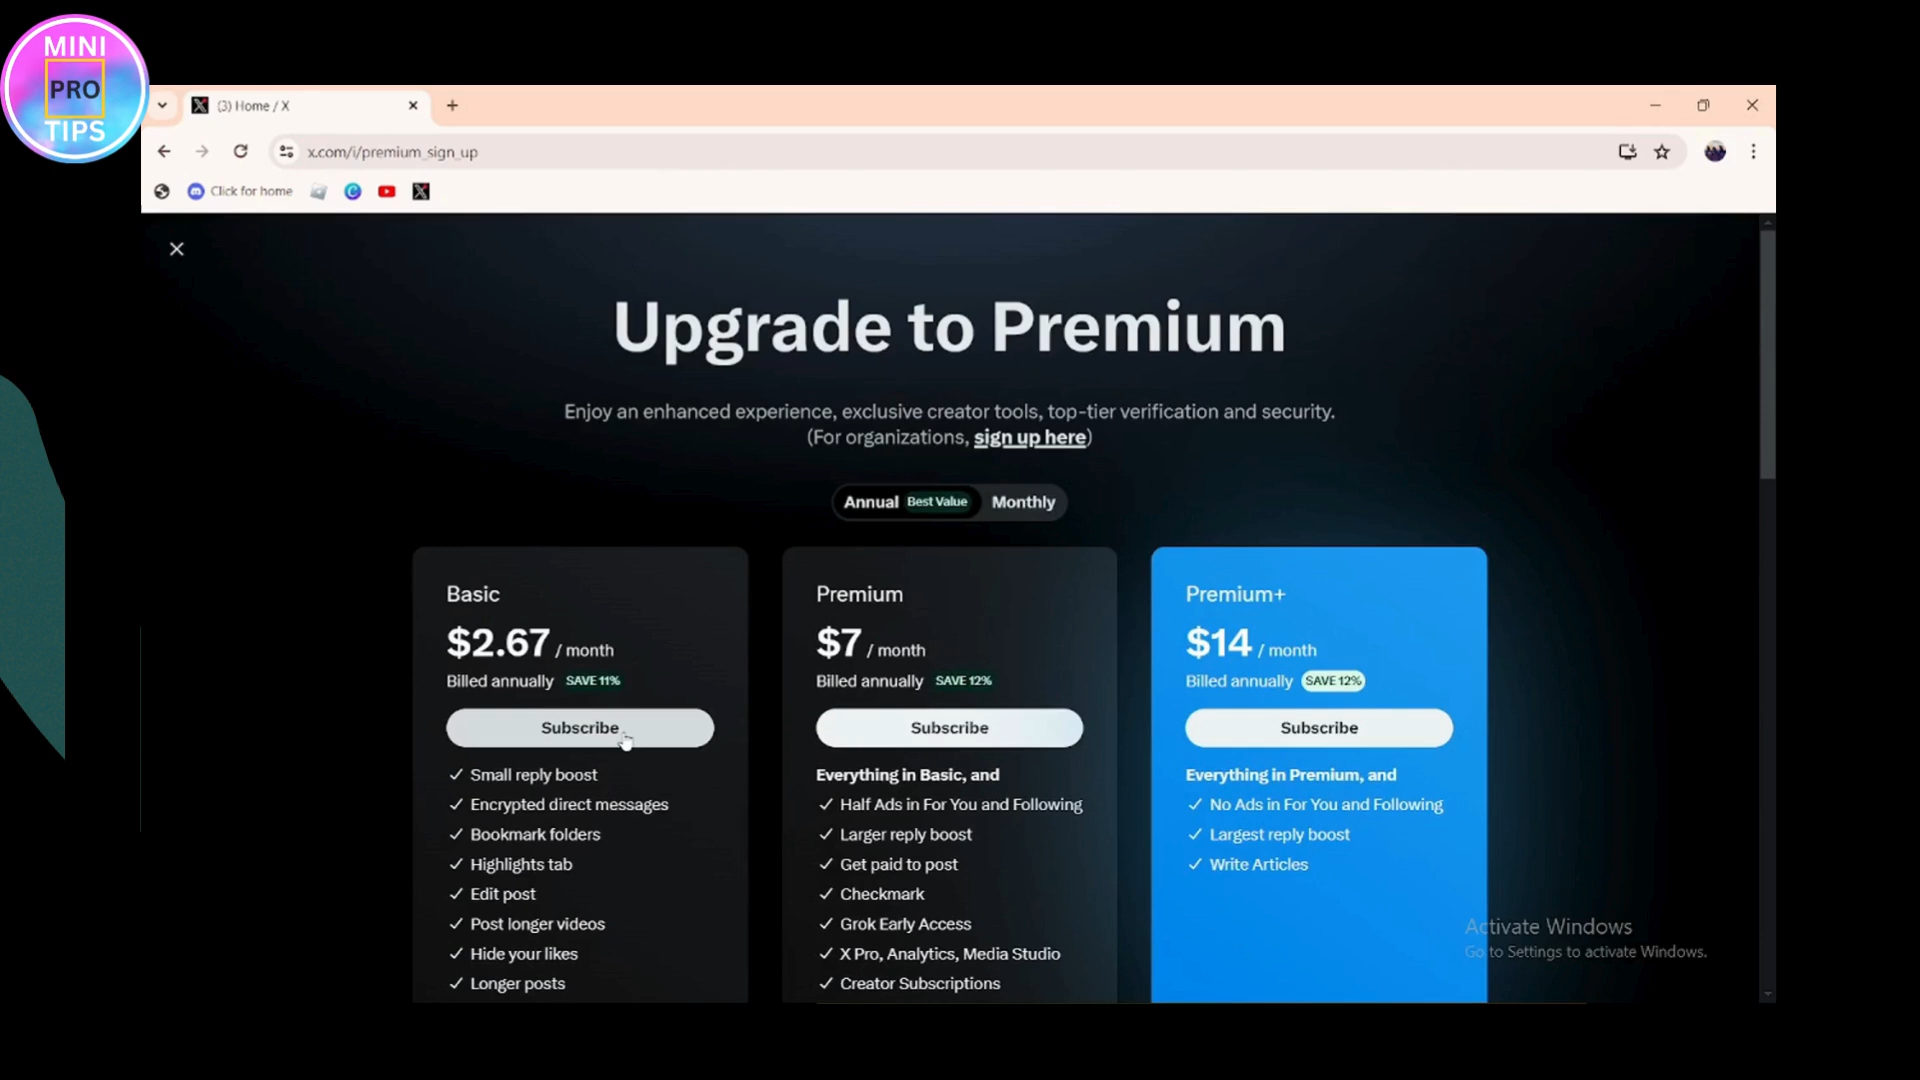 MINI
PRO
TIPS
(3) Home / X
x.com/i/premium_sign_up
Click for home
Upgrade to Premium
Enjoy an enhanced experience, exclusive creator tools, top-tier verification and security.
(For organizations, sign up here)
Annual Best Value Monthly
Basic
$2.67 / month
Billed annually SAVE 11%
Subscribe
Small reply boost
Encrypted direct messages
Bookmark folders
Highlights tab
Edit post
Post longer videos
Hide your likes
Longer posts
Premium
$7 / month
Billed annually SAVE 12%
Subscribe
Everything in Basic, and
Half Ads in For You and Following
Larger reply boost
Get paid to post
Checkmark
Grok Early Access
X Pro, Analytics, Media Studio
Creator Subscriptions
Premium+
$14 / month
Billed annually SAVE 12%
Subscribe
Everything in Premium, and
No Ads in For You and Following
Largest reply boost
Write Articles
Activate Windows
Go to Settings to activate Windows.